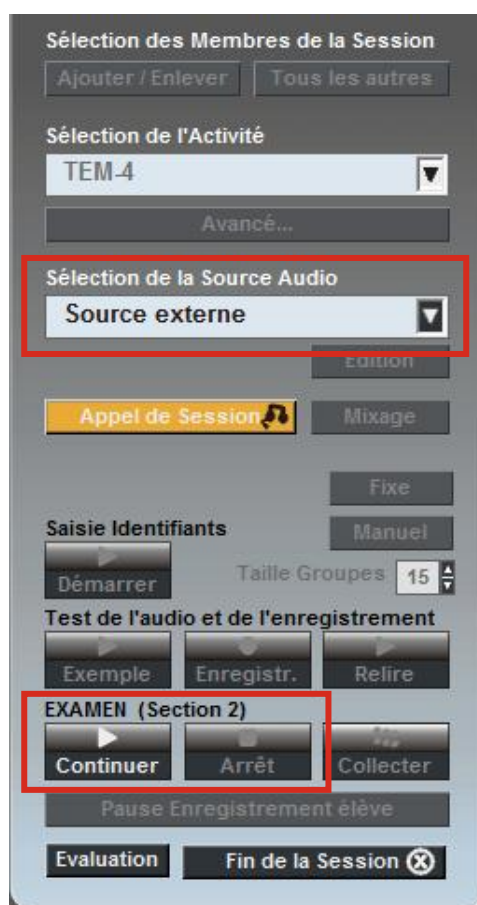 Sélection des Membres de la Session
Ajouter / Enlever Tous les autres
Sélection de l'Activité
TEM-4
Avancé...
Sélection de la Source Audio
Source externe
Edition
Appel de Session Mixage
Fixe
Saisie Identifiants Manuel
Démarrer Taille Groupes 15
Test de l'audio et de l'enregistrement
Exemple Enregistr. Relire
EXAMEN (Section 2)
Continuer Arrêt Collecter
Pause Enregistrement élève
Evaluation Fin de la Session